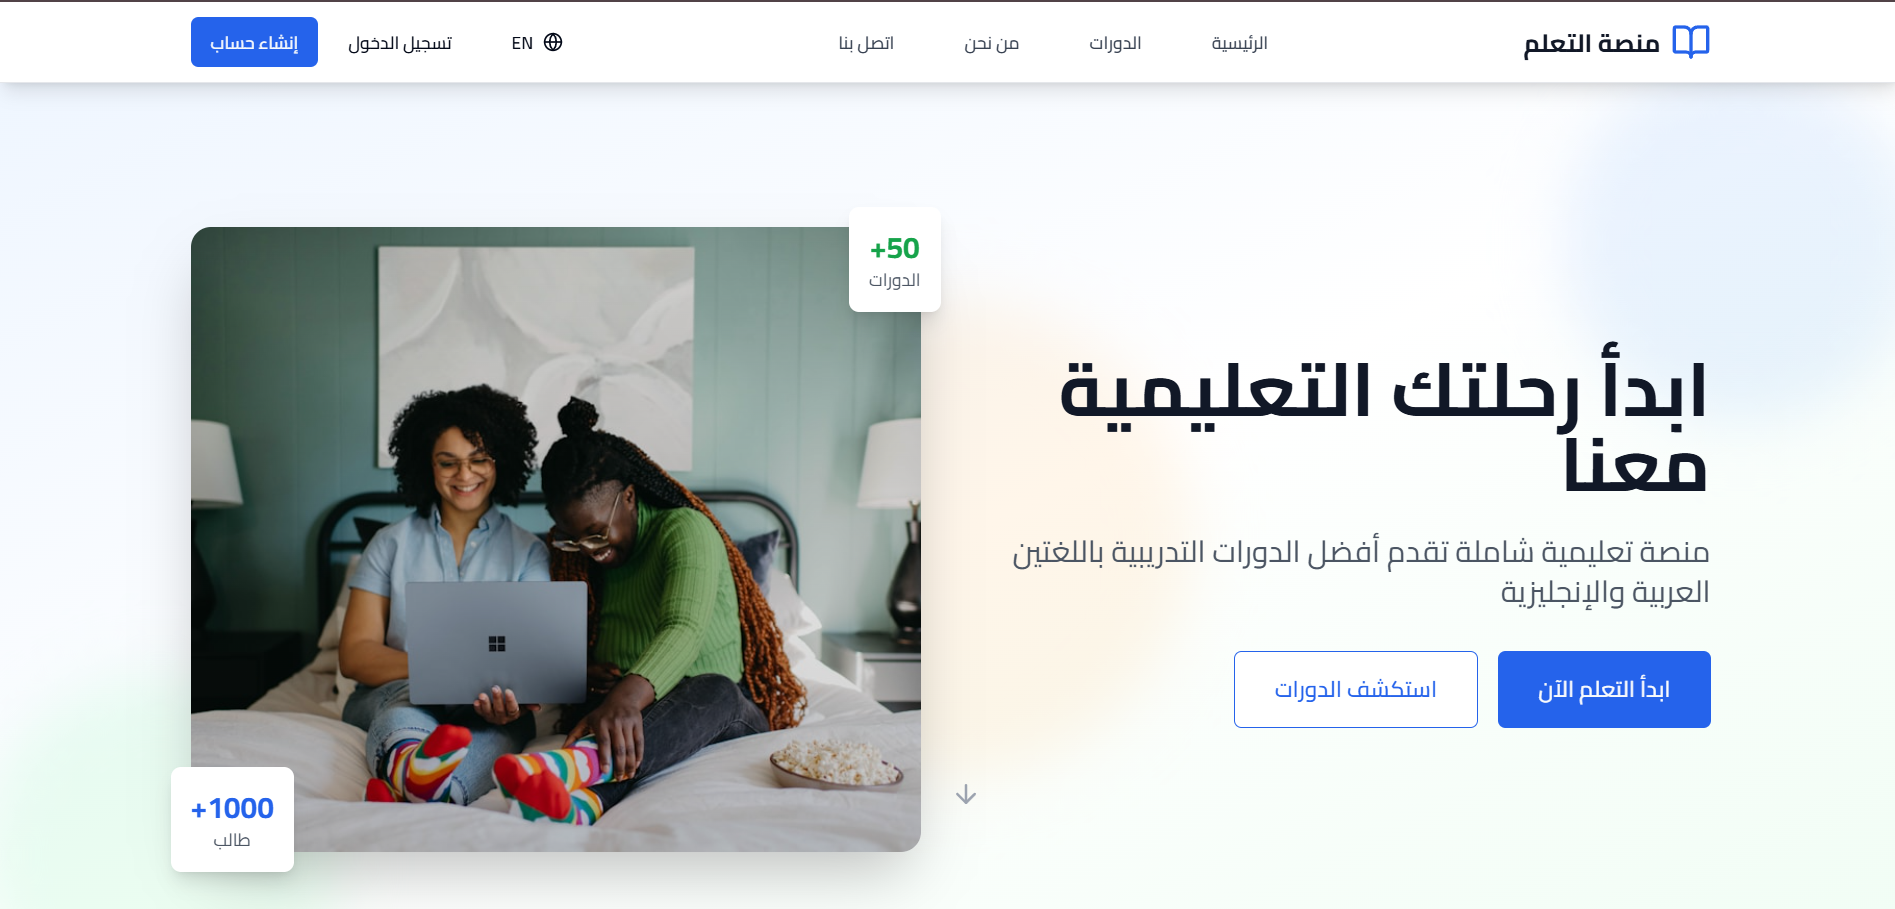 منصة التعلم
الرئيسية
الدورات
من نحن
اتصل بنا
EN
تسجيل الدخول
إنشاء حساب
ابدأ رحلتك التعليمية
معنا
منصة تعليمية شاملة تقدم أفضل الدورات التدريبية باللغتين
العربية والإنجليزية
ابدأ التعلم الآن
استكشف الدورات
+50
الدورات
+1000
طالب